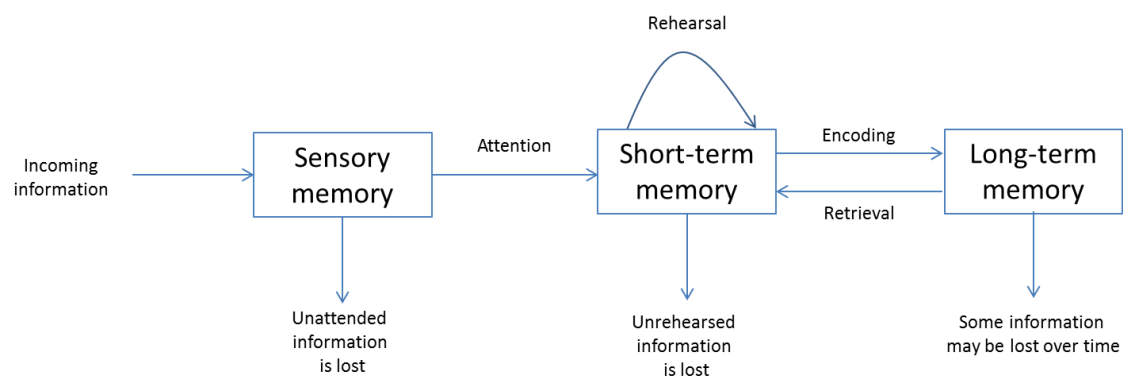 Rehearsal
Incoming
information
Sensory
memory
Attention
Short-term
memory
Encoding
Retrieval
Long-term
memory
Unattended
information
is lost
Unrehearsed
information
is lost
Some information
may be lost over time